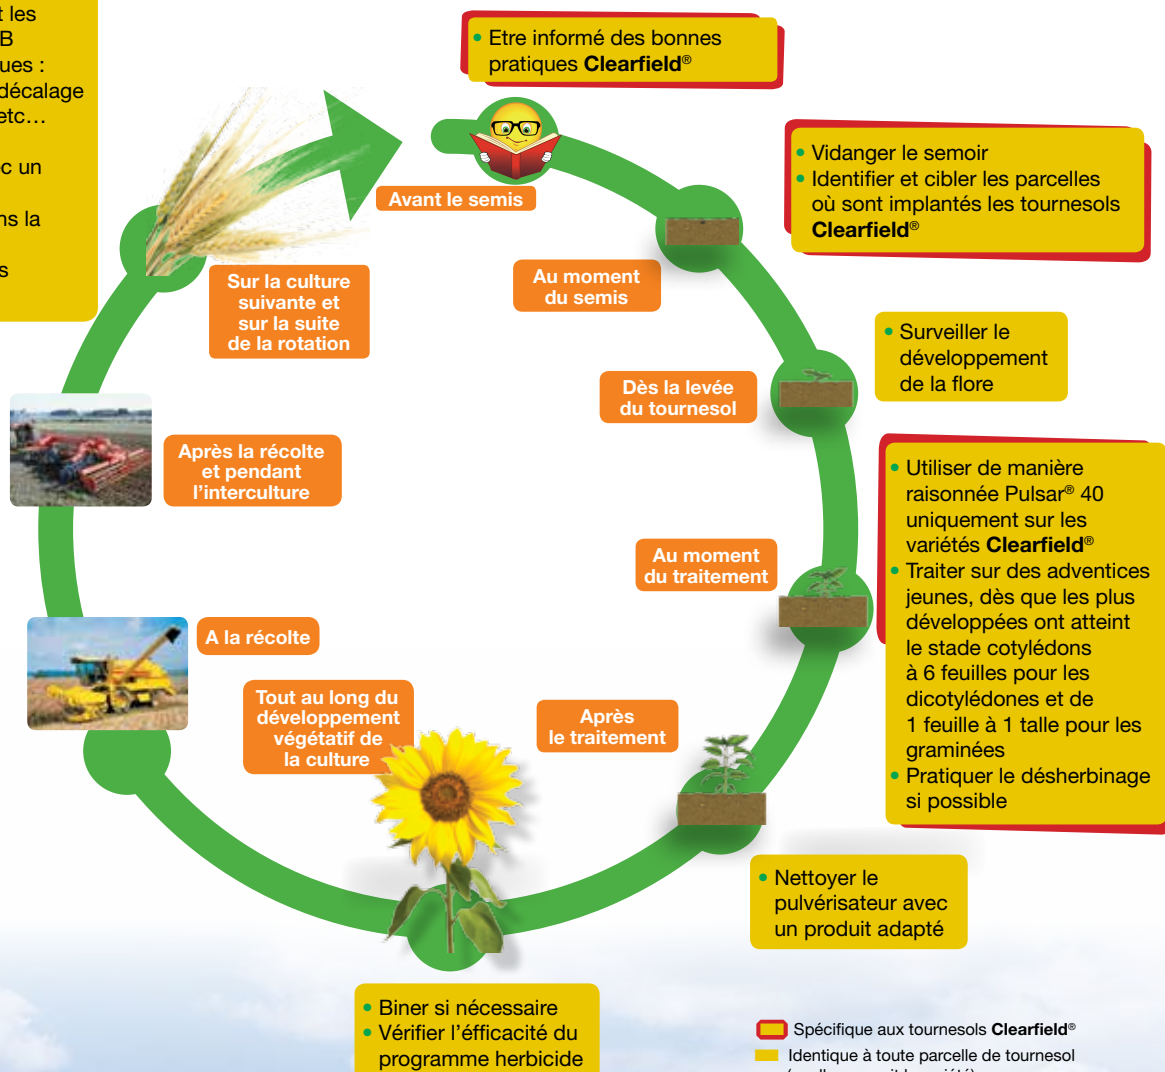 t les
B
ues :
décalage
etc…
c un
ns la
s
• Etre informé des bonnes
pratiques Clearfield®
Avant le semis
• Vidanger le semoir
• Identifier et cibler les parcelles
où sont implantés les tournesols
Clearfield®
Au moment
du semis
• Surveiller le
développement
de la flore
Dès la levée
du tournesol
• Utiliser de manière
raisonnée Pulsar® 40
uniquement sur les
variétés Clearfield®
• Traiter sur des adventices
jeunes, dès que les plus
développées ont atteint
le stade cotylédons
à 6 feuilles pour les
dicotylédones et de
1 feuille à 1 talle pour les
graminées
• Pratiquer le désherbinage
si possible
Au moment
du traitement
Après
le traitement
• Nettoyer le
pulvérisateur avec
un produit adapté
Tout au long du
développement
végétatif de
la culture
• Biner si nécessaire
• Vérifier l'éfficacité du
programme herbicide
A la récolte
Après la récolte
et pendant
l'interculture
Sur la culture
suivante et
sur la suite
de la rotation
Spécifique aux tournesols Clearfield®
Identique à toute parcelle de tournesol